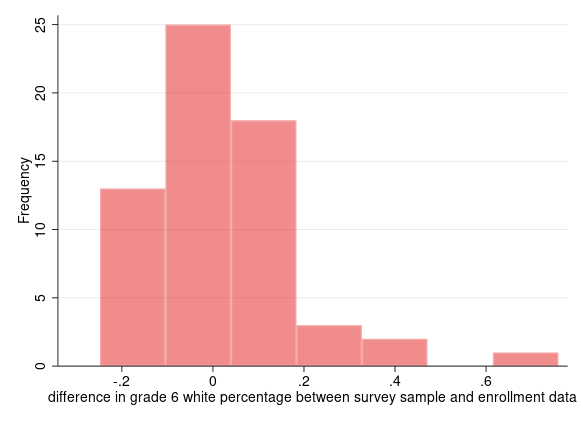 Frequency
25
20
15
10
5
0
-.2 0 .2 .4 .6
difference in grade 6 white percentage between survey sample and enrollment data